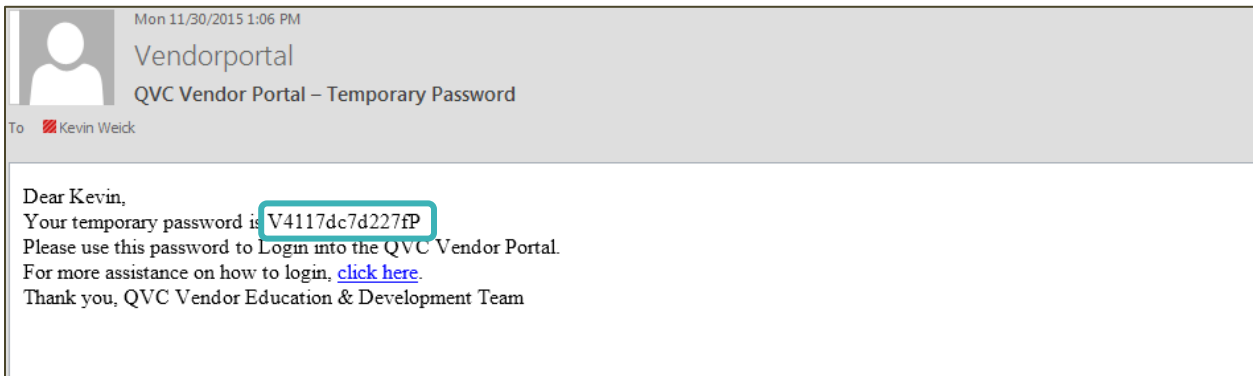 Mon 11/30/2015 1:06 PM
Vendorportal
QVC Vendor Portal – Temporary Password
To Kevin Weick
Dear Kevin,
Your temporary password is V4117dc7d227fP
Please use this password to Login into the QVC Vendor Portal.
For more assistance on how to login, click here.
Thank you, QVC Vendor Education & Development Team